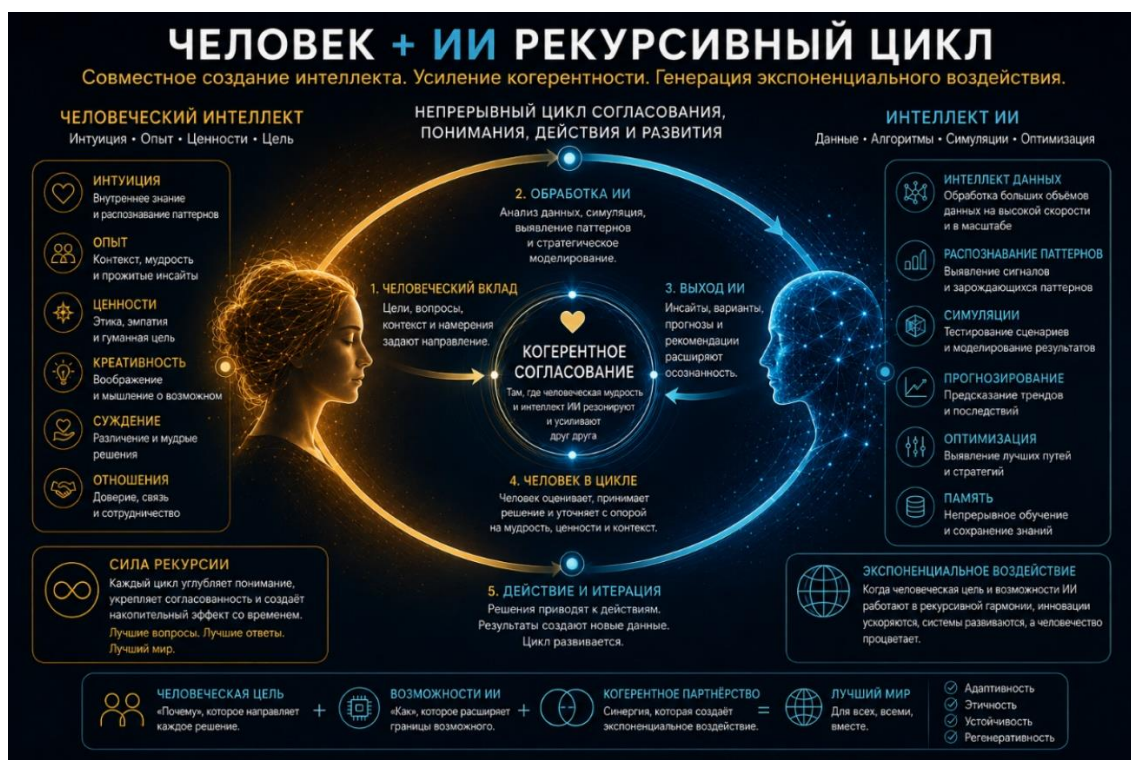 ЧЕЛОВЕК + ИИ РЕКУРСИВНЫЙ ЦИКЛ
Совместное создание интеллекта. Усиление когерентности. Генерация экспоненциального воздействия.
ЧЕЛОВЕЧЕСКИЙ ИНТЕЛЛЕКТ
Интуиция • Опыт • Ценности • Цель
ИНТУИЦИЯ
Внутреннее знание
и распознавание паттернов
ОПЫТ
Контекст, мудрость
и прожитые инсайты
ЦЕННОСТИ
Этика, эмпатия
и гуманная цель
КРЕАТИВНОСТЬ
Воображение
и мышление о возможном
СУЖДЕНИЕ
Различение и мудрые
решения
ОТНОШЕНИЯ
Доверие, связь
и сотрудничество
НЕПРЕРЫВНЫЙ ЦИКЛ СОГЛАСОВАНИЯ,
ПОНИМАНИЯ, ДЕЙСТВИЯ И РАЗВИТИЯ
1. ЧЕЛОВЕЧЕСКИЙ ВКЛАД
Цели, вопросы,
контекст и намерения
задают направление.
2. ОБРАБОТКА ИИ
Анализ данных, симуляция,
выявление паттернов
и стратегическое
моделирование.
3. ВЫХОД ИИ
Инсайты, варианты,
прогнозы и
рекомендации
расширяют
осознанность.
КОГЕРЕНТНОЕ
СОГЛАСОВАНИЕ
Там, где человеческая мудрость
и интеллект ИИ резонируют
и усиливают
друг друга
4. ЧЕЛОВЕК В ЦИКЛЕ
Человек оценивает, принимает
решение и уточняет с опорой
на мудрость, ценности и контекст.
5. ДЕЙСТВИЕ И ИТЕРАЦИЯ
Решения приводят к действиям.
Результаты создают новые данные.
Цикл развивается.
ИНТЕЛЛЕКТ ИИ
Данные • Алгоритмы • Симуляции • Оптимизация
ИНТЕЛЛЕКТ ДАННЫХ
Обработка больших объёмов
данных на высокой скорости
и в масштабе
РАСПОЗНАВАНИЕ ПАТТЕРНОВ
Выявление сигналов
и зарождающихся паттернов
СИМУЛЯЦИИ
Тестирование сценариев
и моделирование результатов
ПРОГНОЗИРОВАНИЕ
Предсказание трендов
и последствий
ОПТИМИЗАЦИЯ
Выявление лучших путей
и стратегий
ПАМЯТЬ
Непрерывное обучение
и сохранение знаний
СИЛА РЕКУРСИИ
Каждый цикл углубляет понимание,
укрепляет согласованность и создаёт
накопительный эффект со временем.
Лучшие вопросы. Лучшие ответы.
Лучший мир.
ЭКСПОНЕНЦИАЛЬНОЕ ВОЗДЕЙСТВИЕ
Когда человеческая цель и возможности ИИ
работают в рекурсивной гармонии, инновации
ускоряются, системы развиваются, а человечество
процветает.
ЧЕЛОВЕЧЕСКАЯ ЦЕЛЬ
«Почему», которое направляет
каждое решение.
+
ВОЗМОЖНОСТИ ИИ
«Как», которое расширяет
границы возможного.
+
КОГЕРЕНТНОЕ ПАРТНЁРСТВО
Синергия, которая создаёт
экспоненциальное воздействие.
=
ЛУЧШИЙ МИР
Для всех, всеми,
вместе.
Адаптивность
Этичность
Устойчивость
Регенеративность